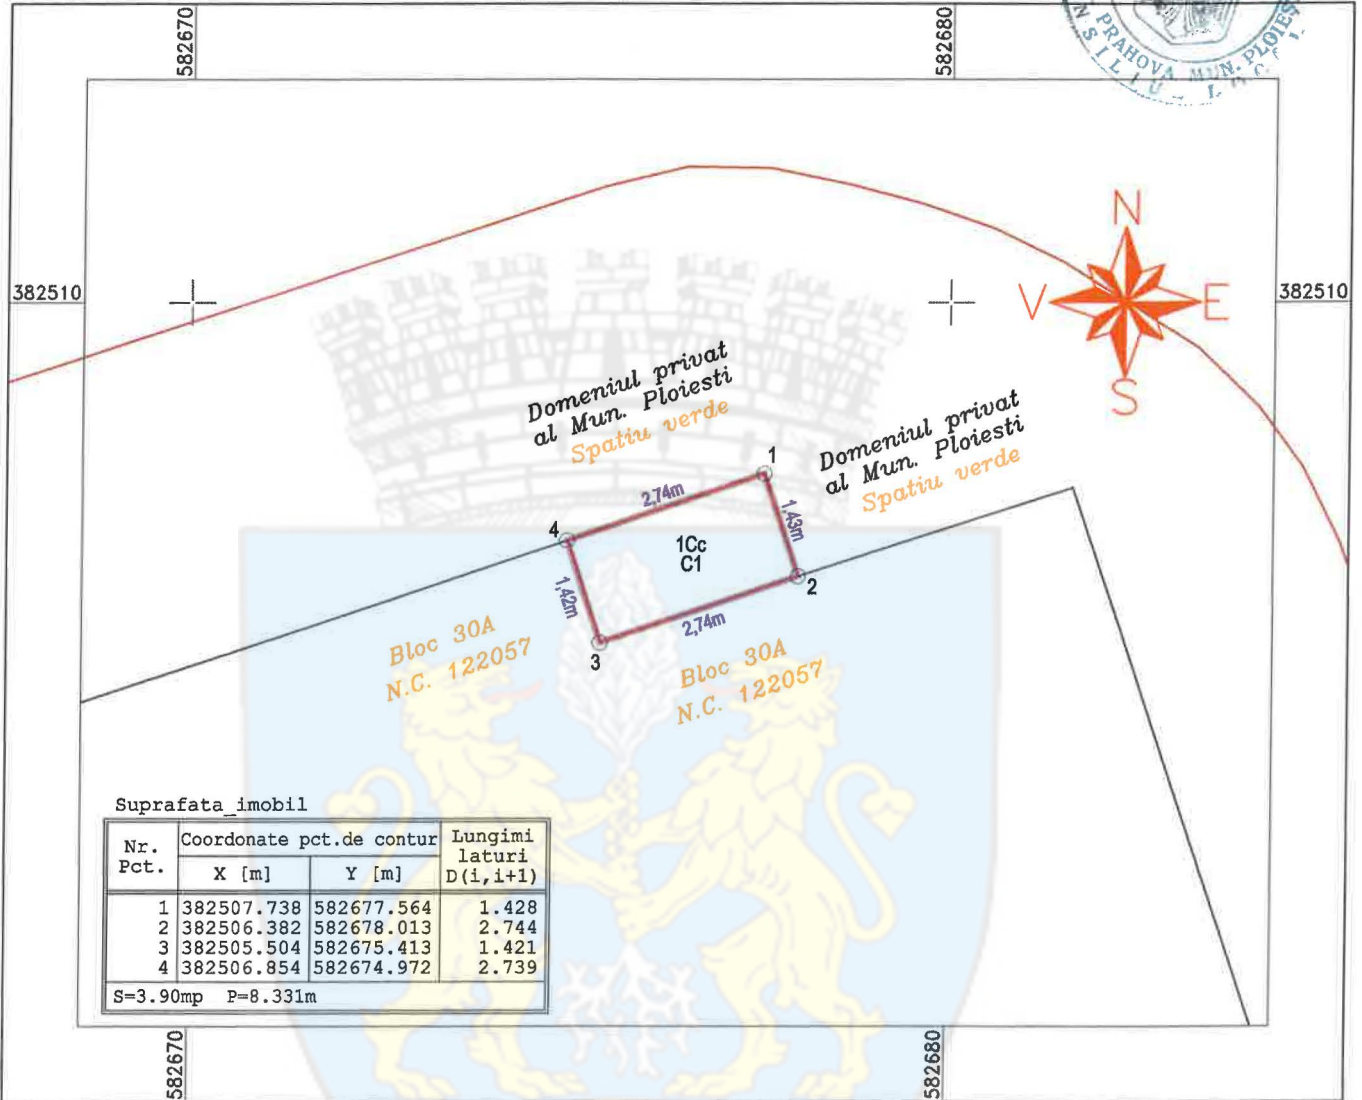 582670
582680
PRAHOVA MUN. PLOIEȘ
382510
382510
N
V
E
S
Domeniul privat
al Mun. Ploiesti
Spatiu verde
Domeniul privat
al Mun. Ploiesti
Spatiu verde
1
2,74m
1,43m
4
1Cc
C1
2
1,42m
2,74m
3
Bloc 30A
N.C. 122057
Bloc 30A
N.C. 122057
Suprafata_imobil
Nr. Pct. Coordonate pct.de contur Lungimi laturi D(i,i+1)
X [m] Y [m]
1 382507.738 582677.564 1.428
2 382506.382 582678.013 2.744
3 382505.504 582675.413 1.421
4 382506.854 582674.972 2.739
S=3.90mp P=8.331m
582670
582680